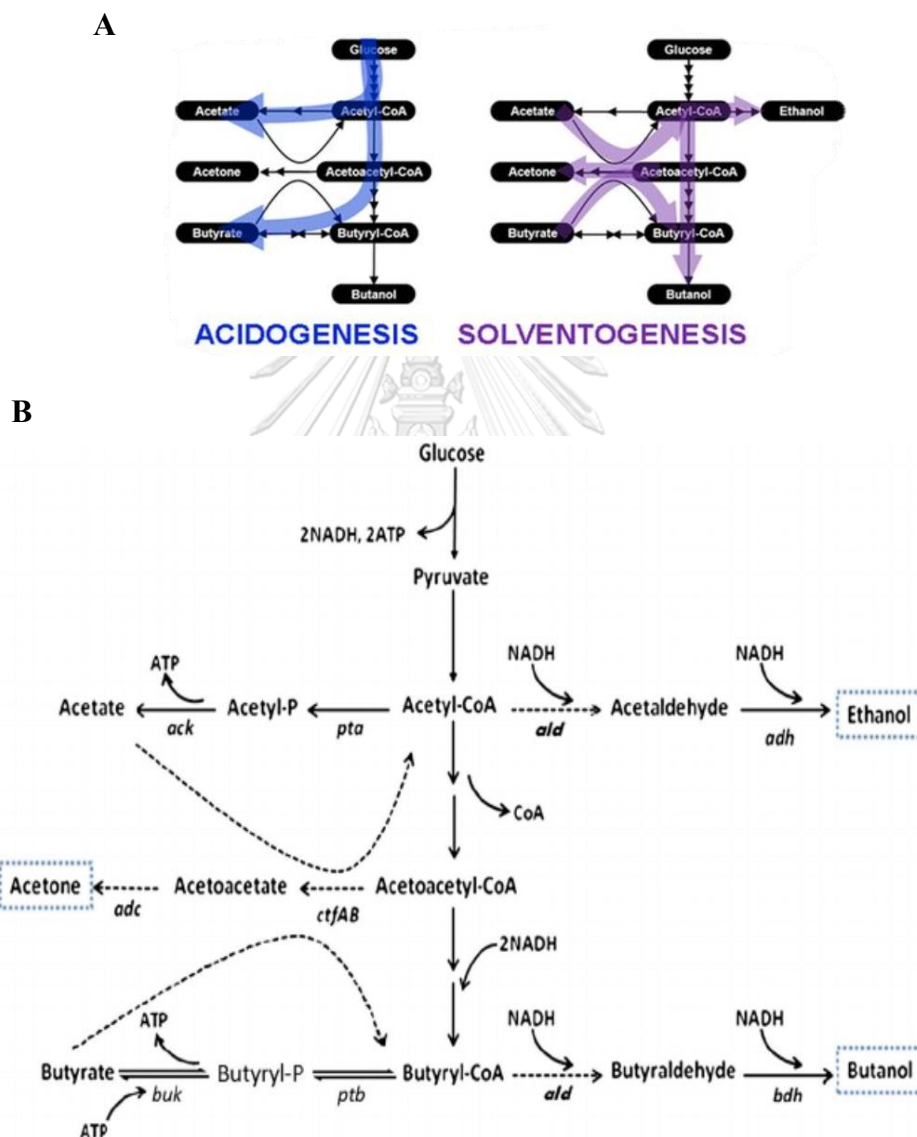 A
Glucose
Acetate
Acetyl-CoA
Acetone
Acetoacetyl-CoA
Butyrate
Butyryl-CoA
Butanol
ACIDOGENESIS
Glucose
Acetate
Acetyl-CoA
Ethanol
Acetone
Acetoacetyl-CoA
Butyrate
Butyryl-CoA
Butanol
SOLVENTOGENESIS
B
Glucose
2NADH, 2ATP
Pyruvate
ATP
NADH
NADH
Acetate
Acetyl-P
Acetyl-CoA
Acetaldehyde
Ethanol
ack
pta
ald
adh
CoA
Acetone
Acetoacetate
Acetoacetyl-CoA
adc
ctfAB
2NADH
ATP
NADH
NADH
Butyrate
Butyryl-P
Butyryl-CoA
Butyraldehyde
Butanol
buk
ptb
ald
bdh
ATP